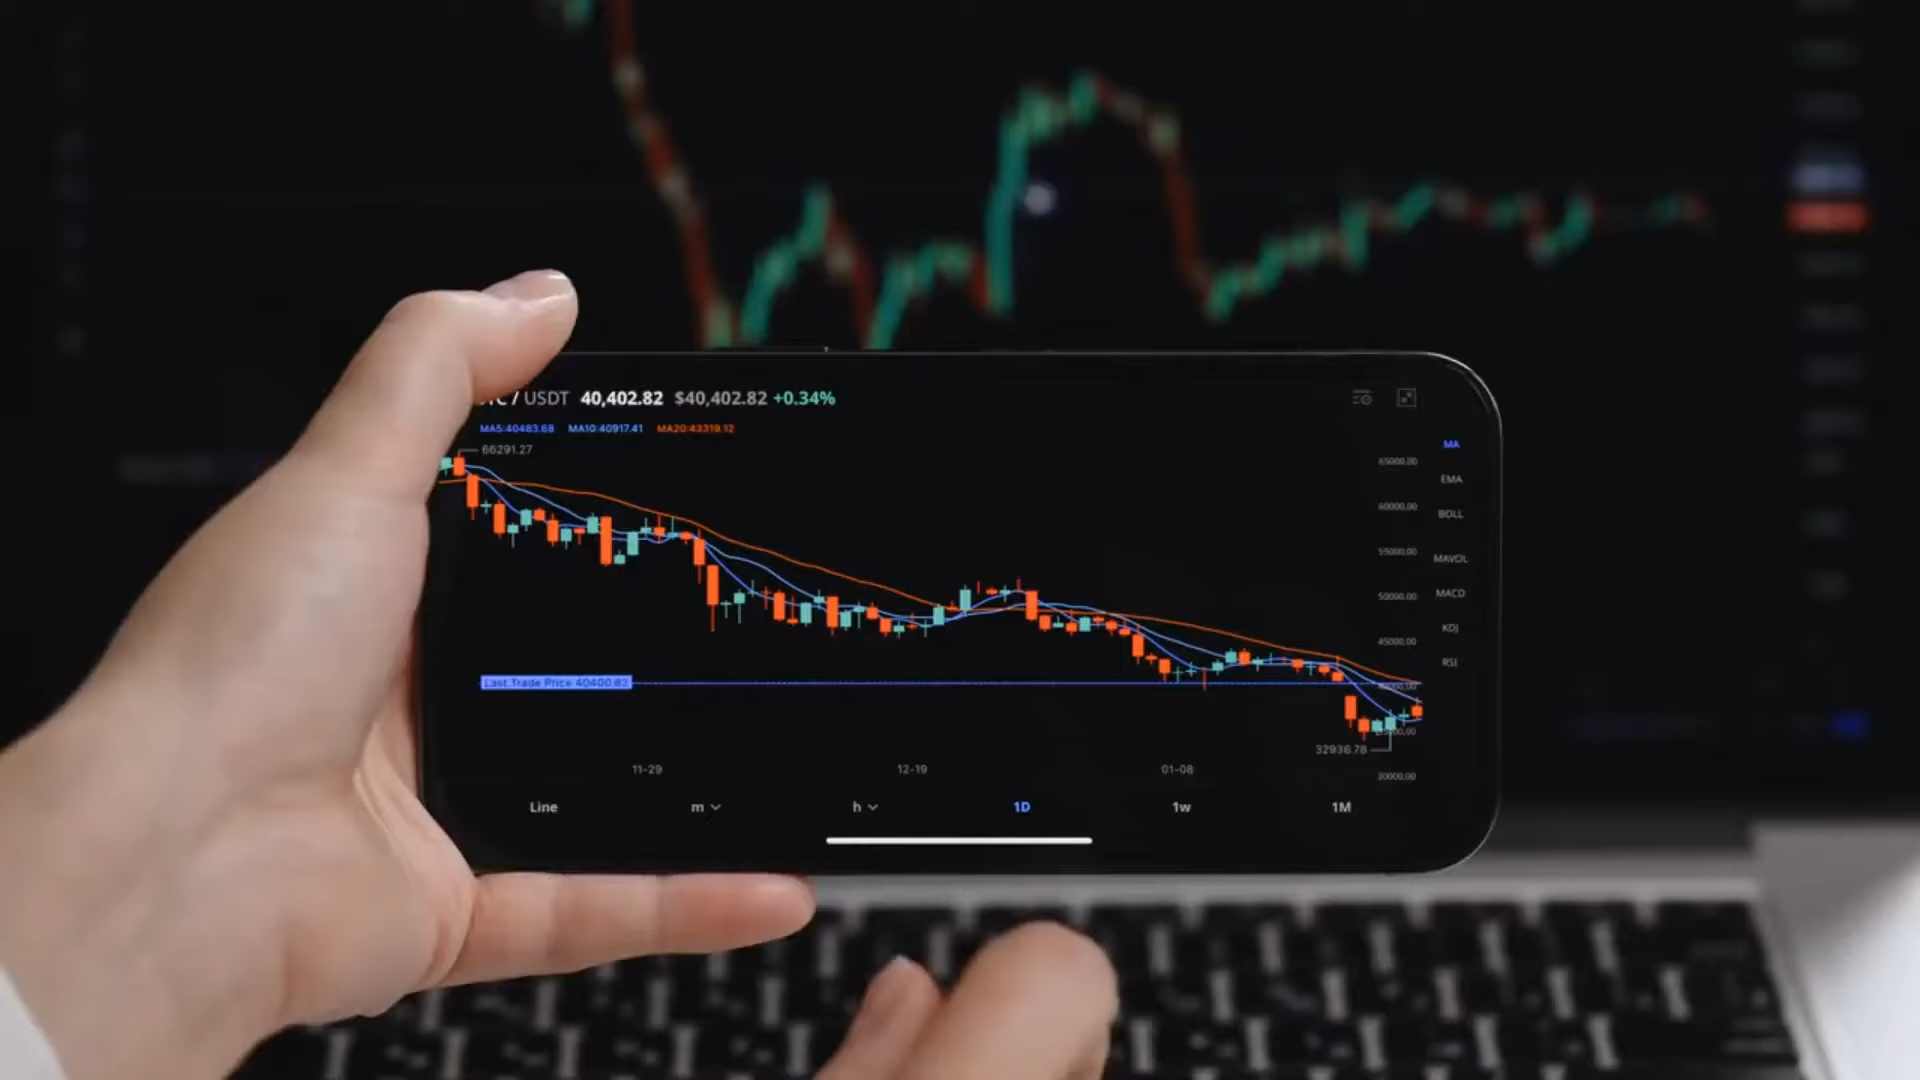 / USDT 40,402.82 $40,402.82 +0.34%
MA5:40483.68 MA10:40917.41 MA20:43319.12
66291.27
MA
65000.00
EMA
60000.00
BOLL
55000.00
MAVOL
50000.00
MACD
KDJ
45000.00
RSI
Last Trade Price 40400.82
32936.78
30000.00
11-29 12-19 01-08
Line m h 1D 1w 1M